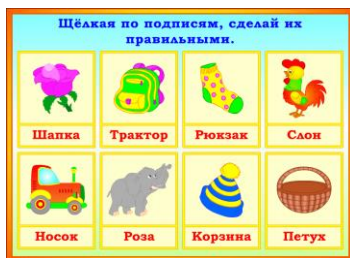 Щёлкая по подписям, сделай их
правильными.
Шапка Трактор Рюкзак Слон
Носок Роза Корзина Петух